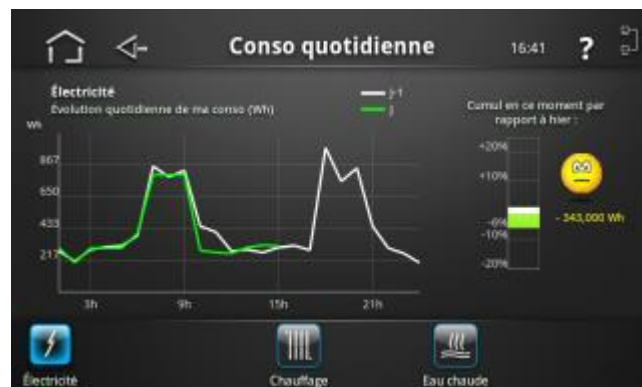 Conso quotidienne
16:41
?
Électricité
Évolution quotidienne de ma conso (Wh)
J-1
J
Wh
867
650
433
217
3h
9h
15h
21h
Cumul en ce moment par
rapport à hier :
+20%
+10%
-6%
-10%
-20%
- 343,000 Wh
Électricité
Chauffage
Eau chaude